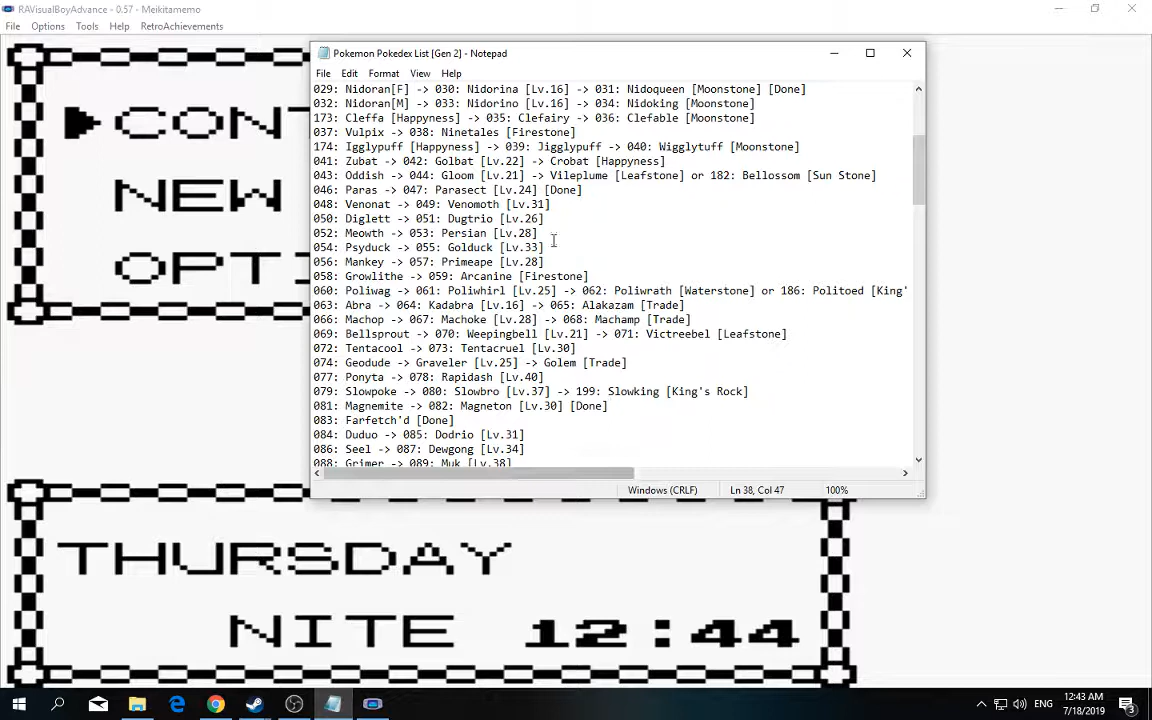 RAVisualBoyAdvance - 0.57 - Meikitamemo
File Options Tools Help RetroAchievements
Pokemon Pokedex List [Gen 2] - Notepad
File Edit Format View Help
029: Nidoran[F] -> 030: Nidorina [Lv.16] -> 031: Nidoqueen [Moonstone] [Done]
032: Nidoran[M] -> 033: Nidorino [Lv.16] -> 034: Nidoking [Moonstone]
173: Cleffa [Happyness] -> 035: Clefairy -> 036: Clefable [Moonstone]
037: Vulpix -> 038: Ninetales [Firestone]
174: Igglypuff [Happyness] -> 039: Jigglypuff -> 040: Wigglytuff [Moonstone]
041: Zubat -> 042: Golbat [Lv.22] -> Crobat [Happyness]
043: Oddish -> 044: Gloom [Lv.21] -> Vileplume [Leafstone] or 182: Bellossom [Sun Stone]
046: Paras -> 047: Parasect [Lv.24] [Done]
048: Venonat -> 049: Venomoth [Lv.31]
050: Diglett -> 051: Dugtrio [Lv.26]
052: Meowth -> 053: Persian [Lv.28]
054: Psyduck -> 055: Golduck [Lv.33]
056: Mankey -> 057: Primeape [Lv.28]
058: Growlithe -> 059: Arcanine [Firestone]
060: Poliwag -> 061: Poliwhirl [Lv.25] -> 062: Poliwrath [Waterstone] or 186: Politoed [King'
063: Abra -> 064: Kadabra [Lv.16] -> 065: Alakazam [Trade]
066: Machop -> 067: Machoke [Lv.28] -> 068: Machamp [Trade]
069: Bellsprout -> 070: Weepingbell [Lv.21] -> 071: Victreebel [Leafstone]
072: Tentacool -> 073: Tentacruel [Lv.30]
074: Geodude -> Graveler [Lv.25] -> Golem [Trade]
077: Ponyta -> 078: Rapidash [Lv.40]
079: Slowpoke -> 080: Slowbro [Lv.37] -> 199: Slowking [King's Rock]
081: Magnemite -> 082: Magneton [Lv.30] [Done]
083: Farfetch'd [Done]
084: Duduo -> 085: Dodrio [Lv.31]
086: Seel -> 087: Dewgong [Lv.34]
088: Grimer -> 089: Muk [Lv.38]
Windows (CRLF) Ln 38, Col 47 100%
CONT
NEW
OPTI
THURSDAY
NITE 12:44
ENG
12:43 AM
7/18/2019
3